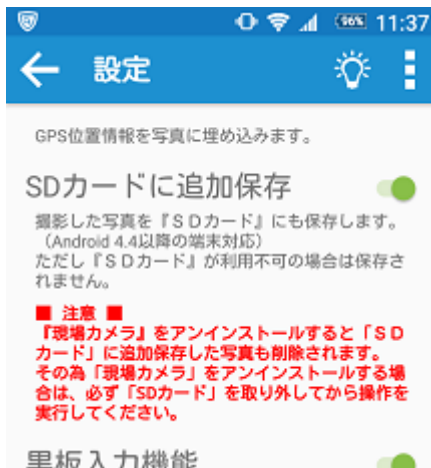 96% 11:37
設定
GPS位置情報を写真に埋め込みます。
SDカードに追加保存
撮影した写真を『ＳＤカード』にも保存します。
（Android 4.4以降の端末対応）
ただし『ＳＤカード』が利用不可の場合は保存さ
れません。
■ 注意 ■
『現場カメラ』をアンインストールすると「ＳＤ
カード」に追加保存した写真も削除されます。
その為「現場カメラ」をアンインストールする場
合は、必ず「SDカード」を取り外してから操作を
実行してください。
黒板入力機能